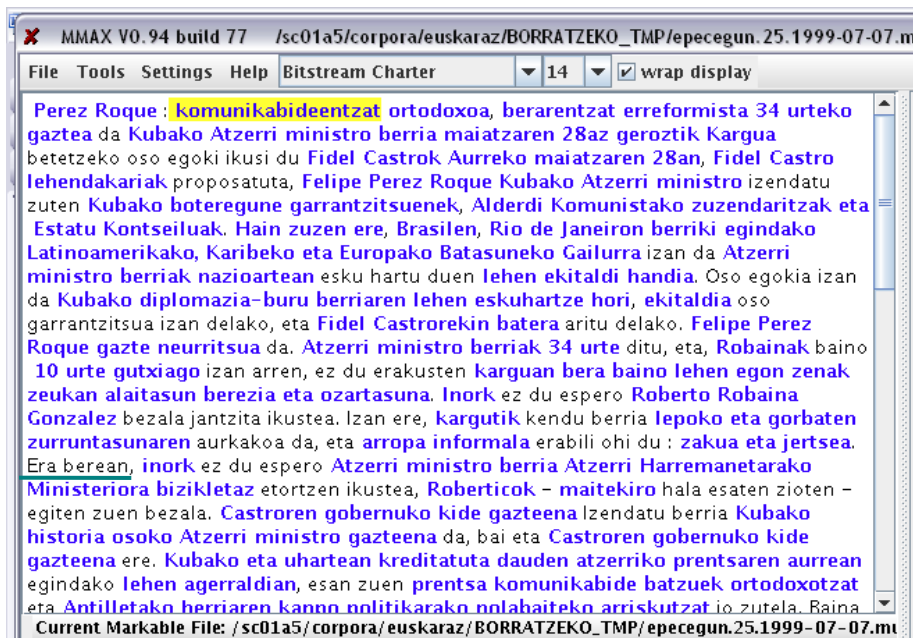 MMAX V0.94 build 77 /sc01a5/corpora/euskaraz/BORRATZEKO_TMP/epecegun.25.1999-07-07.m
File Tools Settings Help Bitstream Charter 14 wrap display
Perez Roque : komunikabideentzat ortodoxoa, berarentzat erreformista 34 urteko
gaztea da Kubako Atzerri ministro berria maiatzaren 28az geroztik Kargua
betetzeko oso egoki ikusi du Fidel Castrok Aurreko maiatzaren 28an, Fidel Castro
lehendakariak proposatuta, Felipe Perez Roque Kubako Atzerri ministro izendatu
zuten Kubako boteregune garrantzitsuenek, Alderdi Komunistako zuzendaritzak eta
Estatu Kontseiluak. Hain zuzen ere, Brasilen, Rio de Janeiron berriki egindako
Latinoamerikako, Karibeko eta Europako Batasuneko Gailurra izan da Atzerri
ministro berriak nazioartean esku hartu duen lehen ekitaldi handia. Oso egokia izan
da Kubako diplomazia-buru berriaren lehen eskuhartze hori, ekitaldia oso
garrantzitsua izan delako, eta Fidel Castrorekin batera aritu delako. Felipe Perez
Roque gazte neurritsua da. Atzerri ministro berriak 34 urte ditu, eta, Robainak baino
10 urte gutxiago izan arren, ez du erakusten karguan bera baino lehen egon zenak
zeukan alaitasun berezia eta ozartasuna. Inork ez du espero Roberto Robaina
Gonzalez bezala jantzita ikustea. Izan ere, kargutik kendu berria lepoko eta gorbaten
zurruntasunaren aurkakoa da, eta arropa informala erabili ohi du : zakua eta jertsea.
Era berean, inork ez du espero Atzerri ministro berria Atzerri Harremanetarako
Ministeriora bizikletaz etortzen ikustea, Roberticok - maitekiro hala esaten zioten -
egiten zuen bezala. Castroren gobernuko kide gazteena Izendatu berria Kubako
historia osoko Atzerri ministro gazteena da, bai eta Castroren gobernuko kide
gazteena ere. Kubako eta uhartean kreditatuta dauden atzerriko prentsaren aurrean
egindako lehen agerraldian, esan zuen prentsa komunikabide batzuek ortodoxotzat
eta Antilletako herriaren kanpo politikarako nolabaiteko arriskutzat jo zutela. Baina
Current Markable File: /sc01a5/corpora/euskaraz/BORRATZEKO_TMP/epecegun.25.1999-07-07.mu